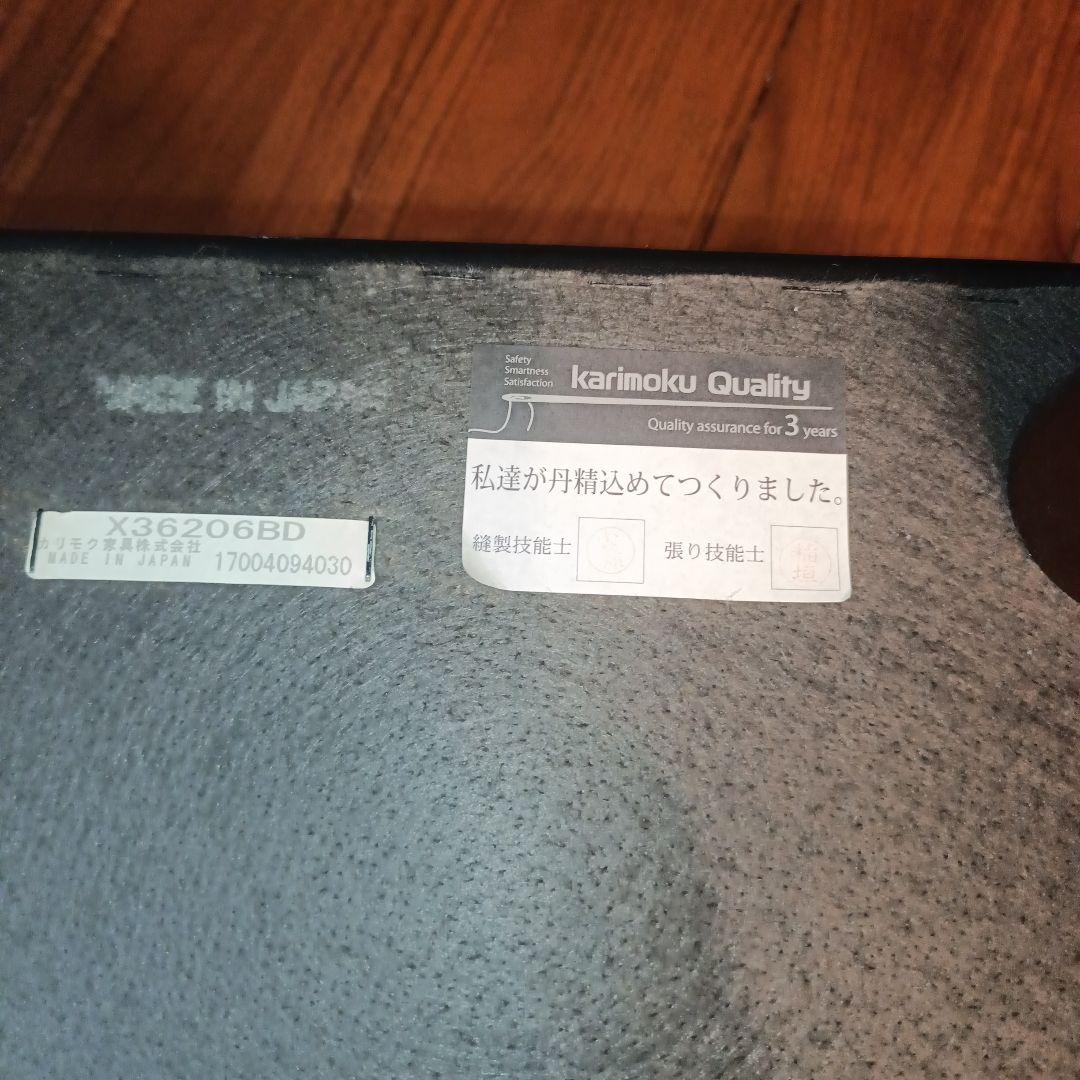 MADE IN JAPAN
X36206BD
カリモク家具株式会社
MADE IN JAPAN 17004094030
Safety
Smartness
Satisfaction
karimoku Quality
Quality assurance for 3 years
私達が丹精込めてつくりました。
縫製技能士
張り技能士 稲垣